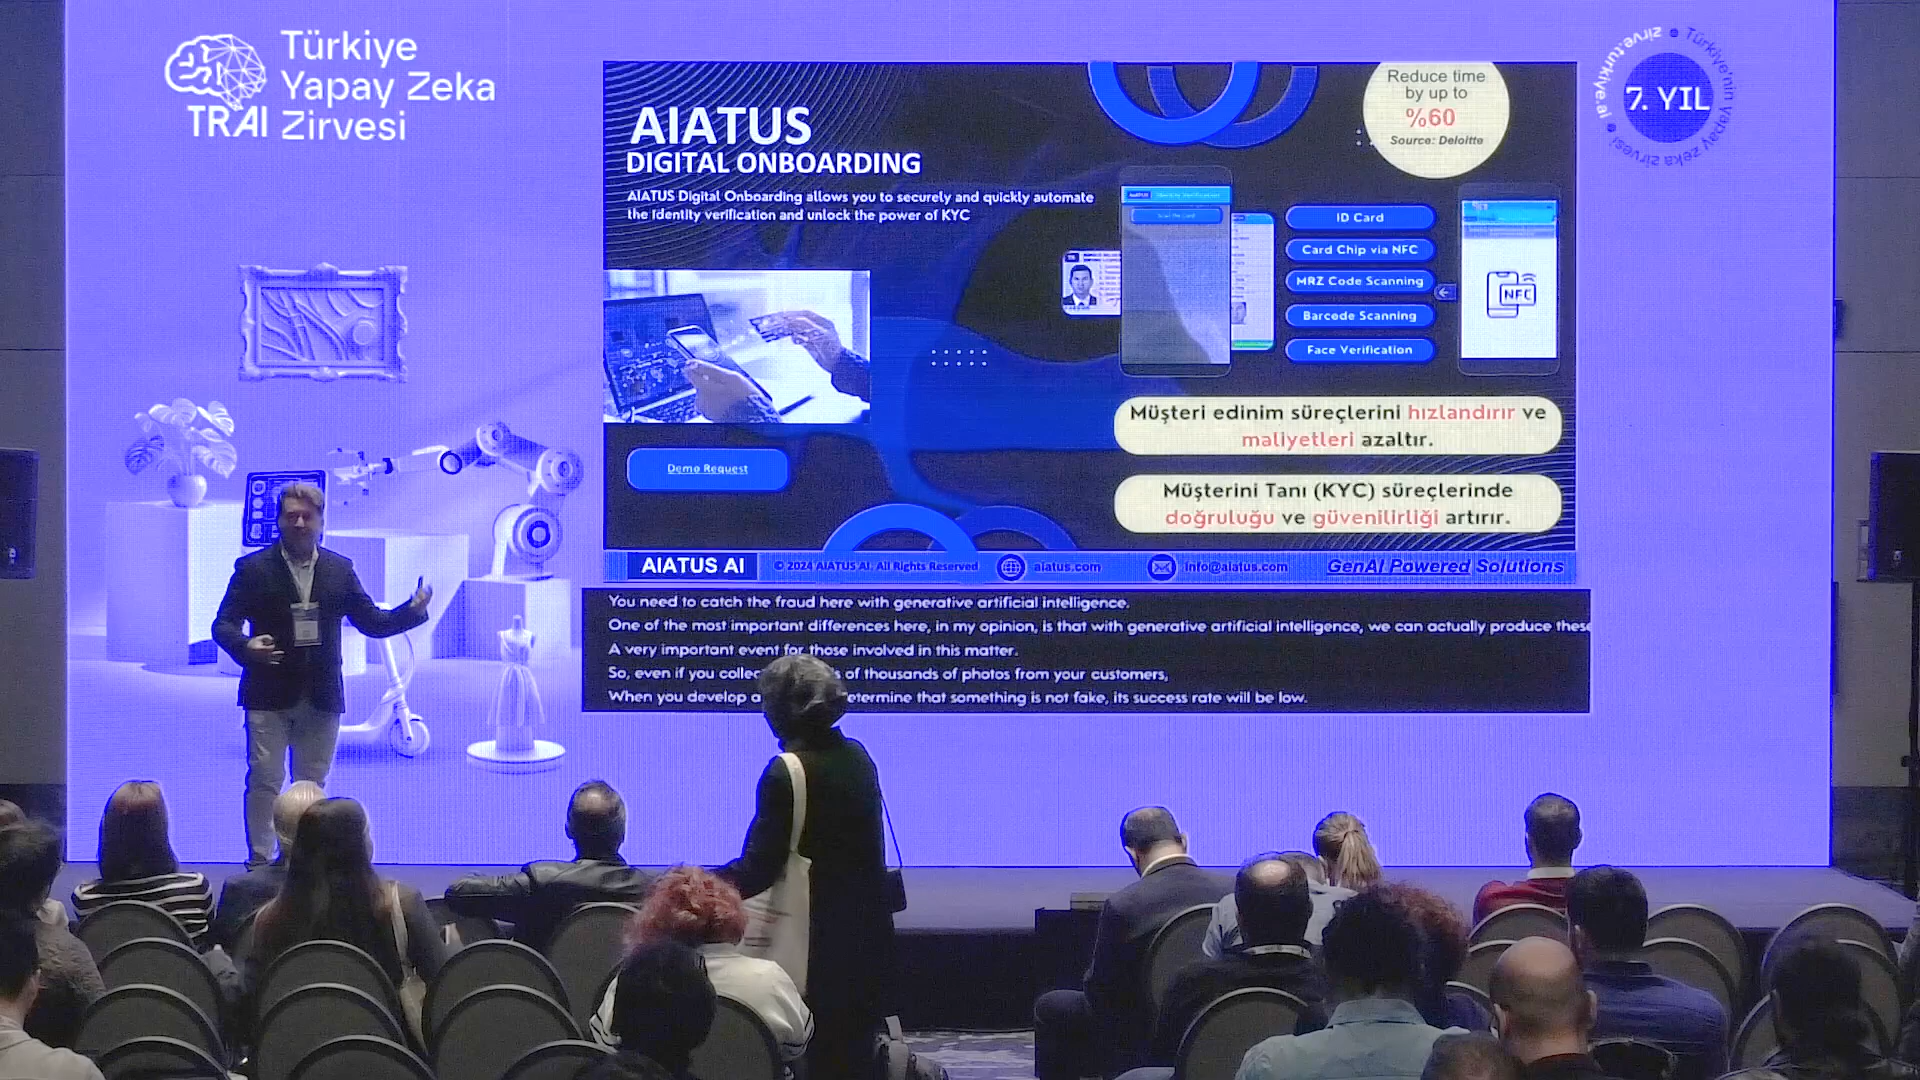 Türkiye
Yapay Zeka
TRAI Zirvesi
7. YIL
zirve.turkiye.ai • Türkiye'nin yapay zeka zirvesi •
Reduce time
by up to
%60
Source: Deloitte
AIATUS
DIGITAL ONBOARDING
AIATUS Digital Onboarding allows you to securely and quickly automate
the identity verification and unlock the power of KYC
ID Card
Card Chip via NFC
MRZ Code Scanning
Barcode Scanning
Face Verification
NFC
Müşteri edinim süreçlerini hızlandırır ve
maliyetleri azaltır.
Demo Request
Müşterini Tanı (KYC) süreçlerinde
doğruluğu ve güvenilirliği artırır.
AIATUS AI
© 2024 AIATUS AI. All Rights Reserved
aiatus.com
info@aiatus.com
GenAI Powered Solutions
You need to catch the fraud here with generative artificial intelligence.
One of the most important differences here, in my opinion, is that with generative artificial intelligence, we can actually produce these
A very important event for those involved in this matter.
So, even if you collec of thousands of photos from your customers,
When you develop a etermine that something is not fake, its success rate will be low.